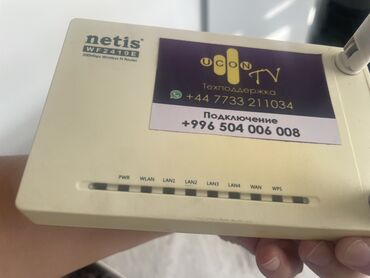 netis
WF2410E
300Mbps Wireless N Router
UCON
TV
Техподдержка
+44 7733 211034
Подключение
+996 504 006 008
PWR WLAN LAN1 LAN2 LAN3 LAN4 WAN WPS